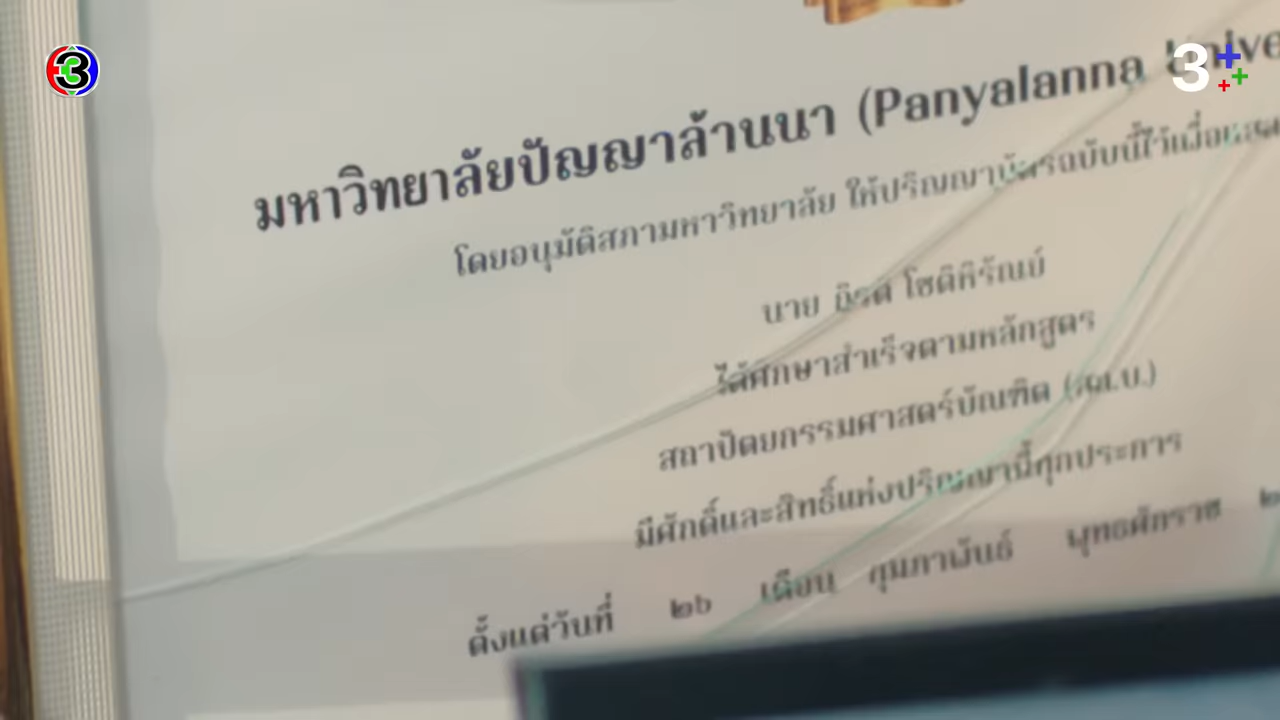 3
3
มหาวิทยาลัยปัญญาล้านนา (Panyalanna Unive
โดยอนุมัติสภามหาวิทยาลัย ให้ปริญญาบัตรฉบับนี้ไว้เพื่อแสด
นาย โชติหิรัณย์
ได้ศึกษาสำเร็จตามหลักสูตร
สถาปัตยกรรมศาสตร์บัณฑิต (สถ.บ.)
มีศักดิ์และสิทธิ์แห่งปริญญานี้ทุกประการ
ตั้งแต่วันที่ ๒๖ เดือน กุมภาพันธ์ พุทธศักราช ๒